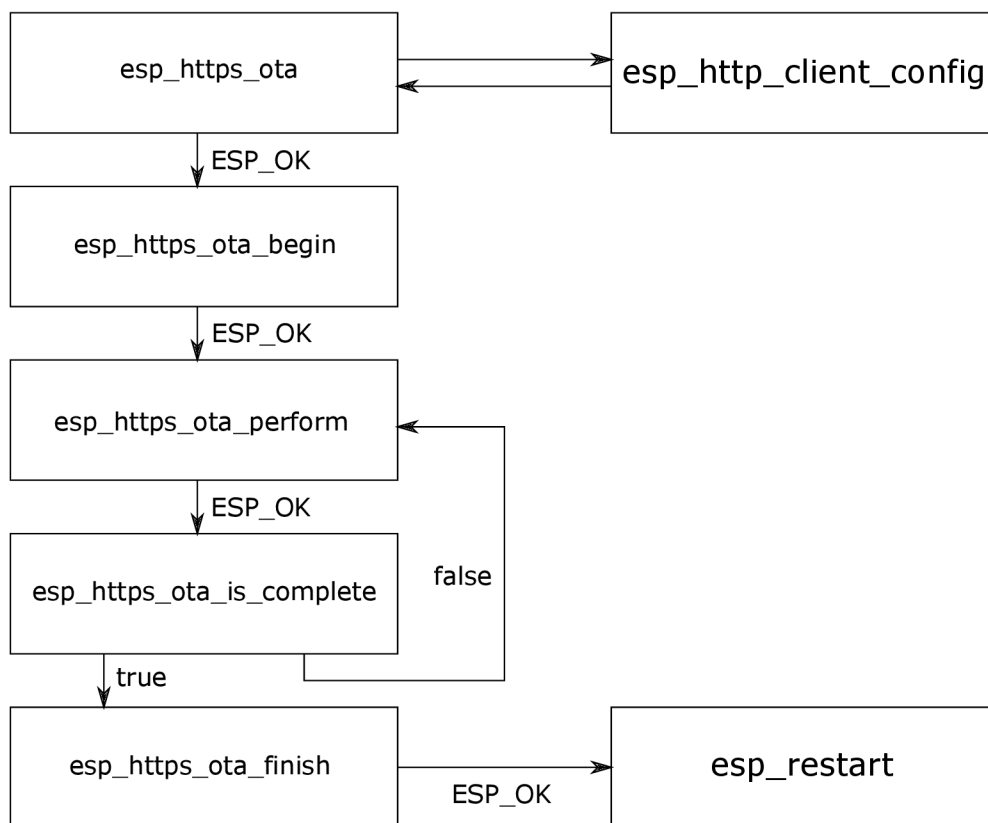 esp_https_ota
esp_http_client_config
ESP_OK
esp_https_ota_begin
ESP_OK
esp_https_ota_perform
ESP_OK
esp_https_ota_is_complete
false
true
esp_https_ota_finish
ESP_OK
esp_restart